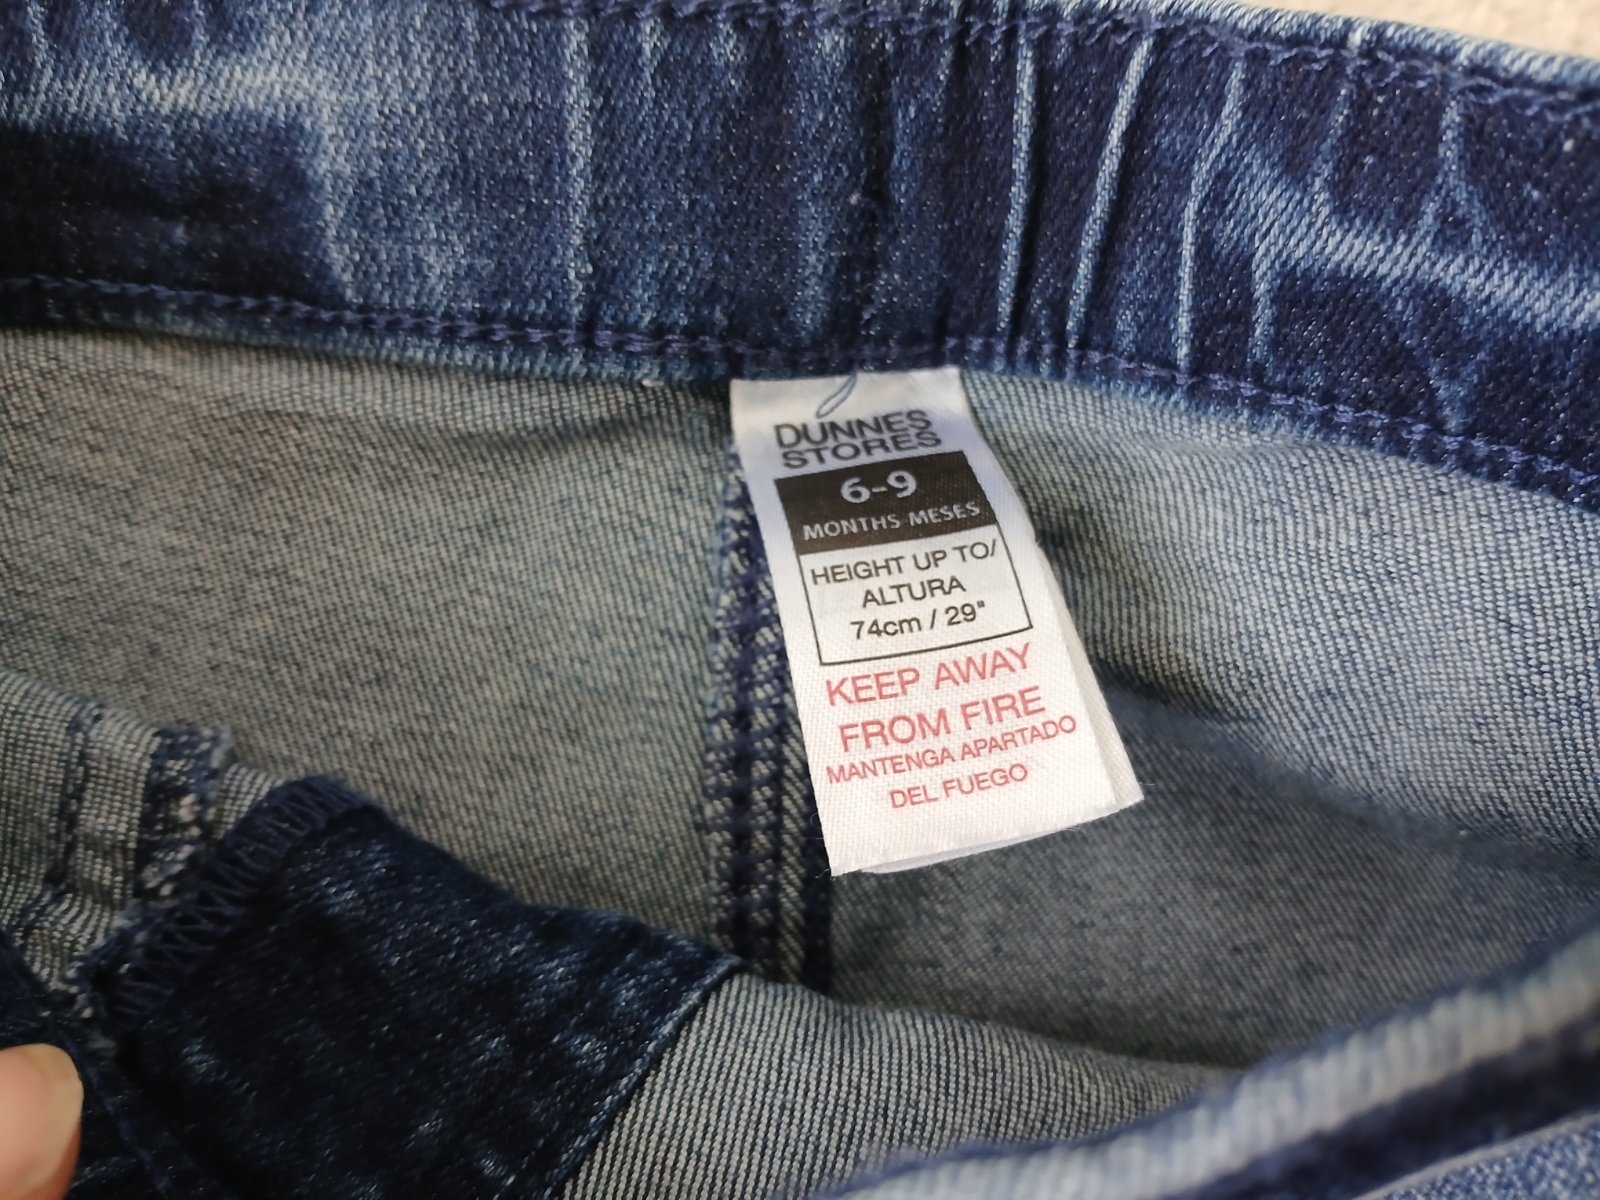 DUNNES
STORES
6-9
MONTHS-MESES
HEIGHT UP TO/
ALTURA
74cm / 29"
KEEP AWAY
FROM FIRE
MANTENGA APARTADO
DEL FUEGO